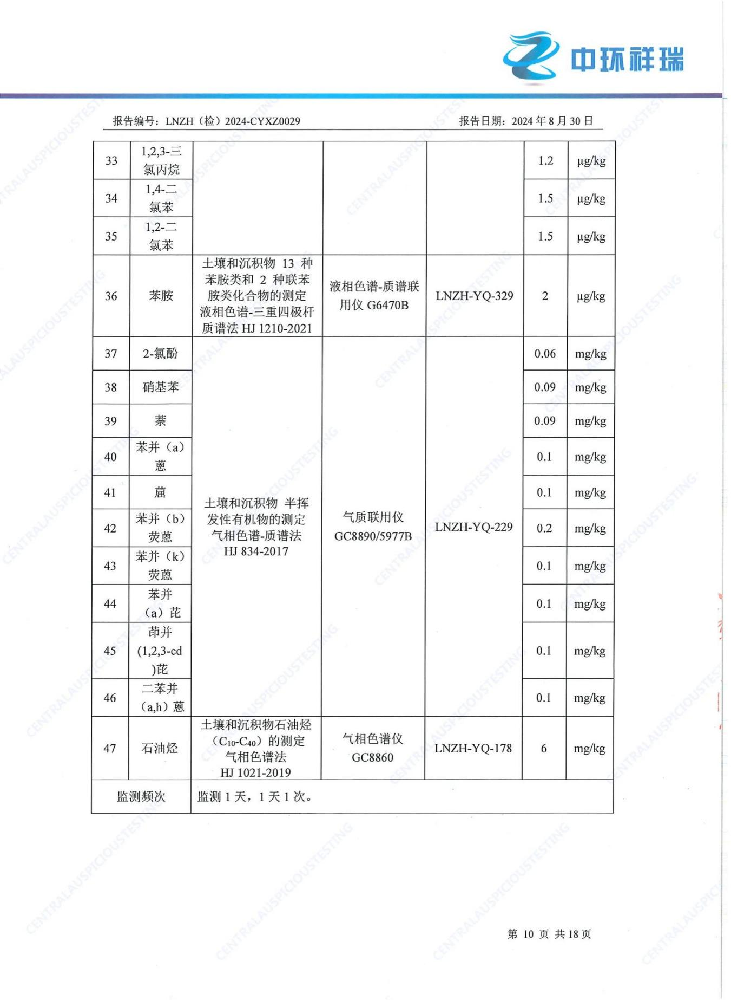 中环祥瑞
报告编号：LNZH（检）2024-CYXZ0029 报告日期：2024 年 8 月 30 日
33 1,2,3-三
氯丙烷 1.2 μg/kg
34 1,4-二
氯苯 1.5 μg/kg
35 1,2-二
氯苯 1.5 μg/kg
36 苯胺
土壤和沉积物 13 种
苯胺类和 2 种联苯
胺类化合物的测定
液相色谱-三重四极杆
质谱法 HJ 1210-2021
液相色谱-质谱联
用仪 G6470B
LNZH-YQ-329 2 μg/kg
37 2-氯酚 0.06 mg/kg
38 硝基苯 0.09 mg/kg
39 萘 0.09 mg/kg
40 苯并（a）
蒽 0.1 mg/kg
41 䓛 0.1 mg/kg
土壤和沉积物 半挥
发性有机物的测定
气相色谱-质谱法
HJ 834-2017
气质联用仪
GC8890/5977B
LNZH-YQ-229
42 苯并（b）
荧蒽 0.2 mg/kg
43 苯并（k）
荧蒽 0.1 mg/kg
44 苯并
（a）芘 0.1 mg/kg
45 茚并
(1,2,3-cd
)芘 0.1 mg/kg
46 二苯并
（a,h）蒽 0.1 mg/kg
47 石油烃
土壤和沉积物石油烃
（C₁₀-C₄₀）的测定
气相色谱法
HJ 1021-2019
气相色谱仪
GC8860
LNZH-YQ-178 6 mg/kg
监测频次 监测 1 天，1 天 1 次。
第 10 页 共 18 页
CENTRALAUSPICIOUSTESTING